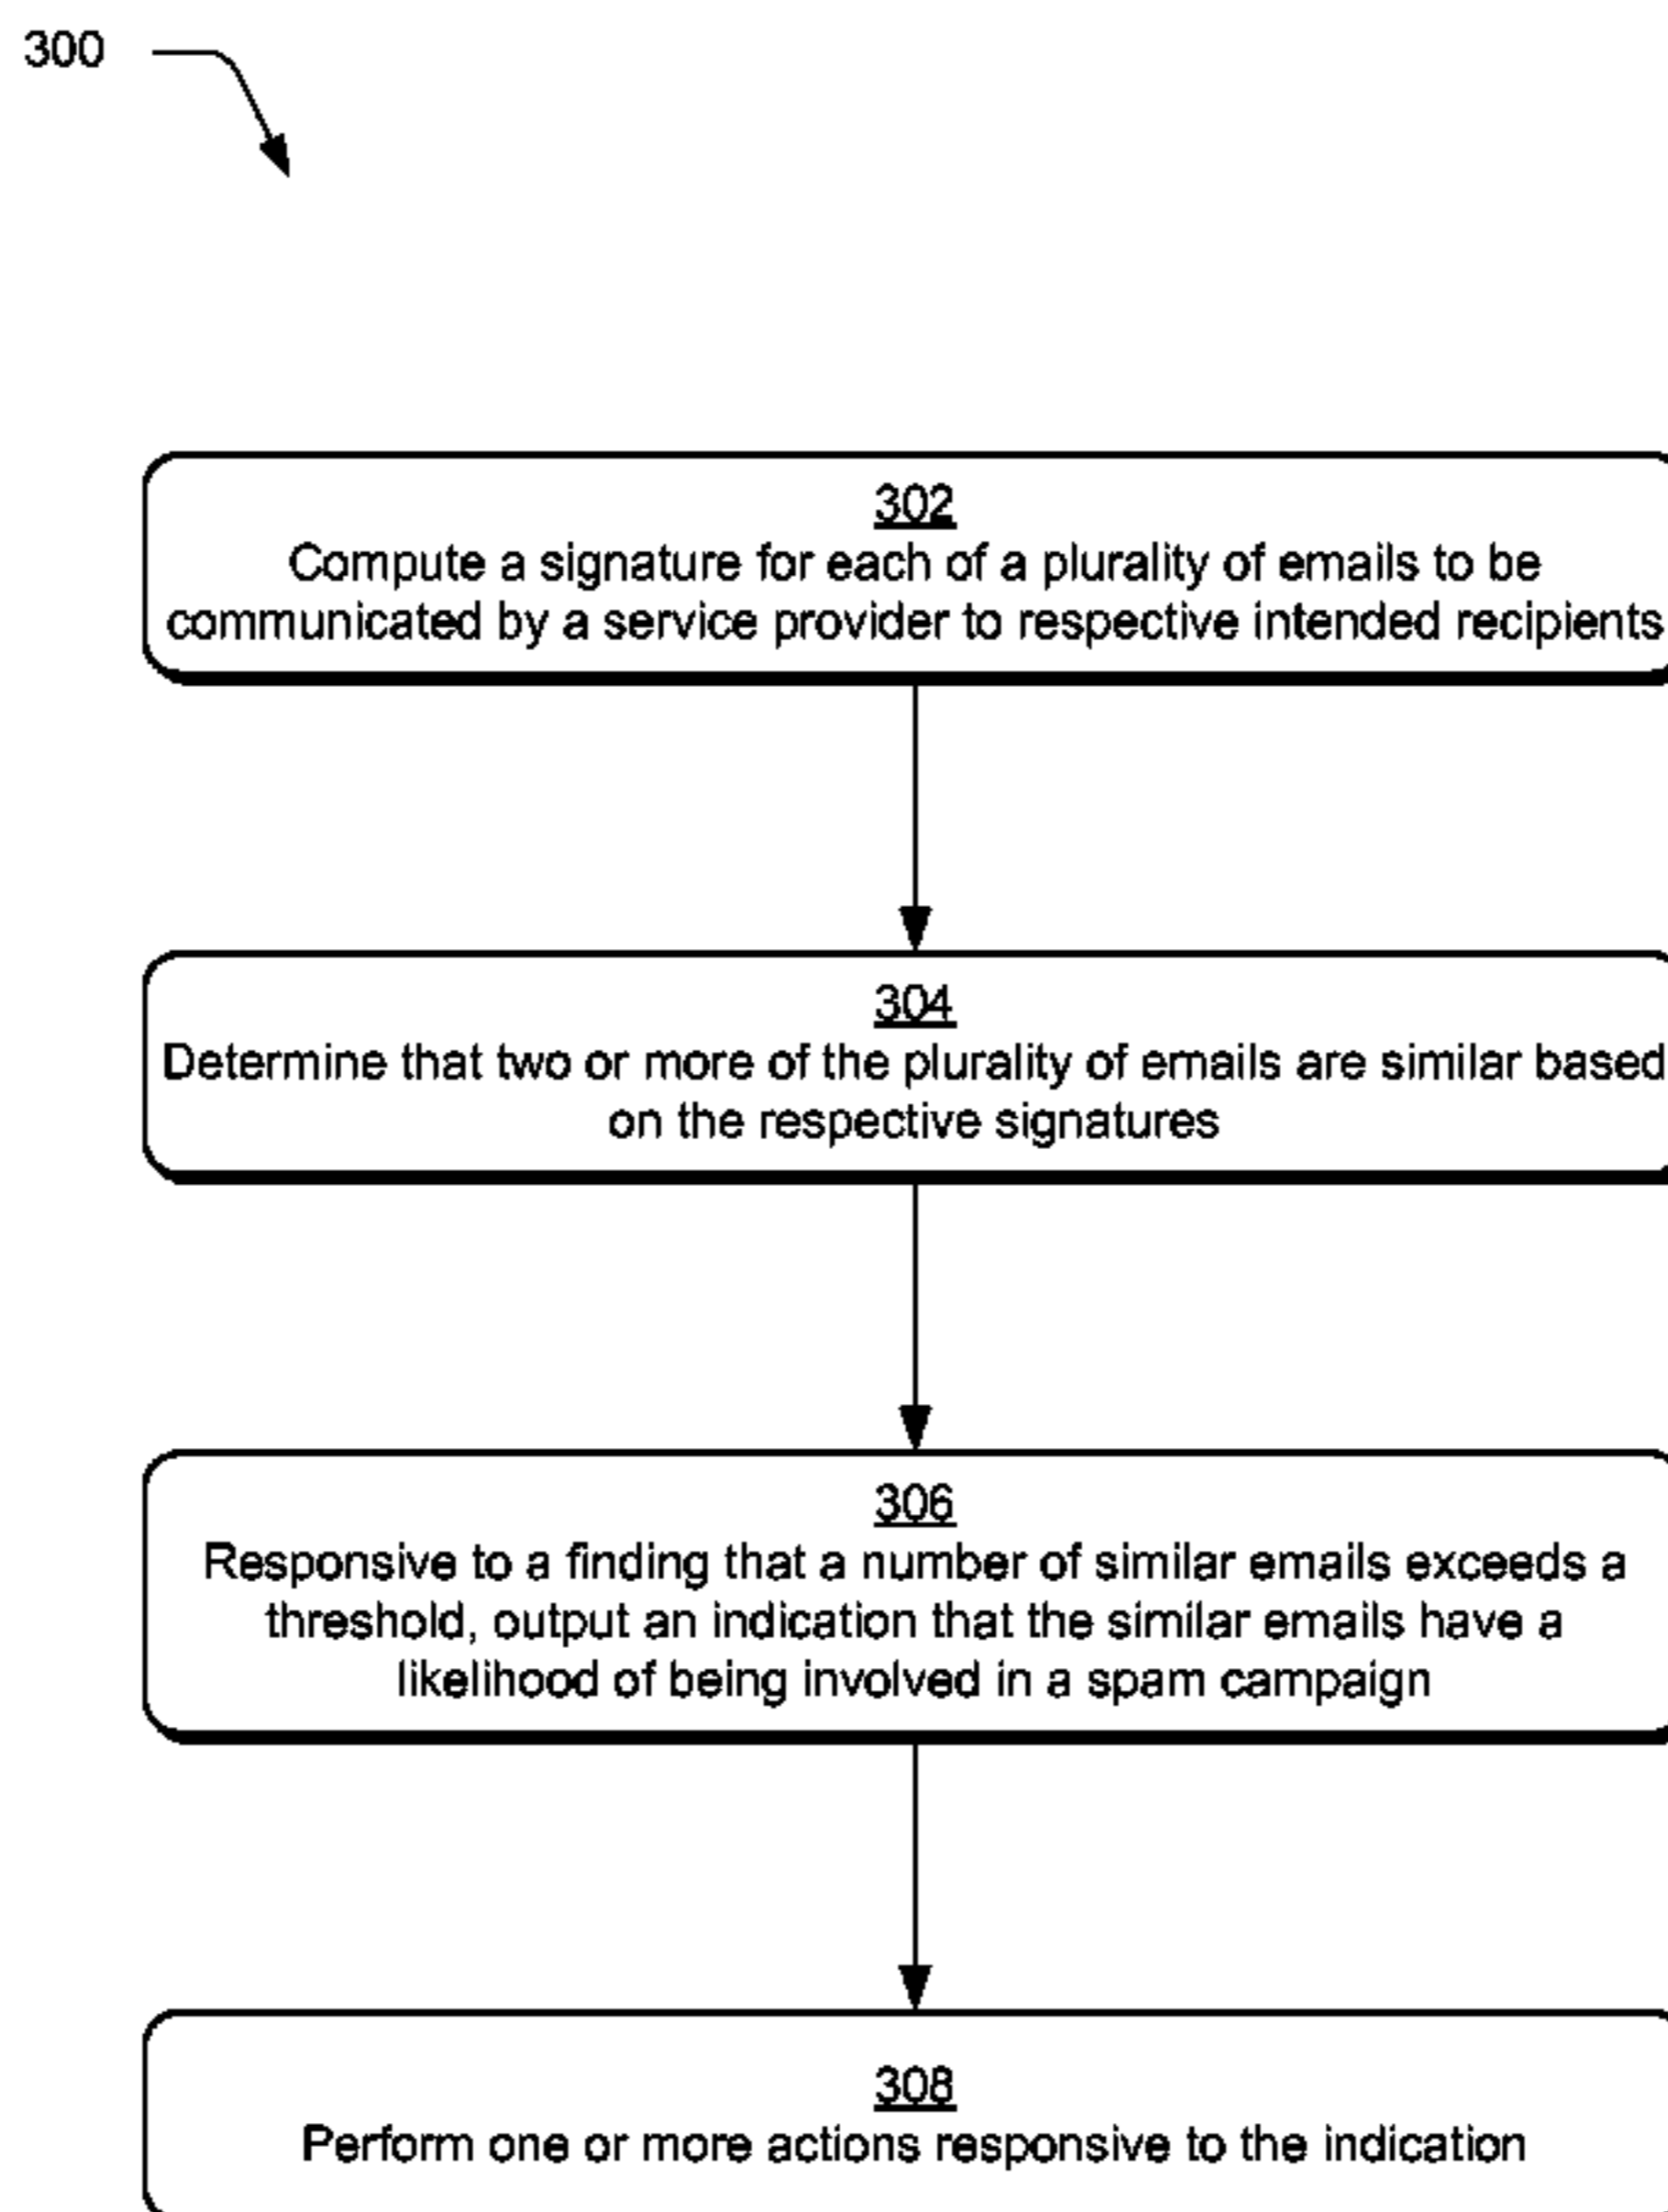 300
302
Compute a signature for each of a plurality of emails to be
communicated by a service provider to respective intended recipients
304
Determine that two or more of the plurality of emails are similar based
on the respective signatures
306
Responsive to a finding that a number of similar emails exceeds a
threshold, output an indication that the similar emails have a
likelihood of being involved in a spam campaign
308
Perform one or more actions responsive to the indication